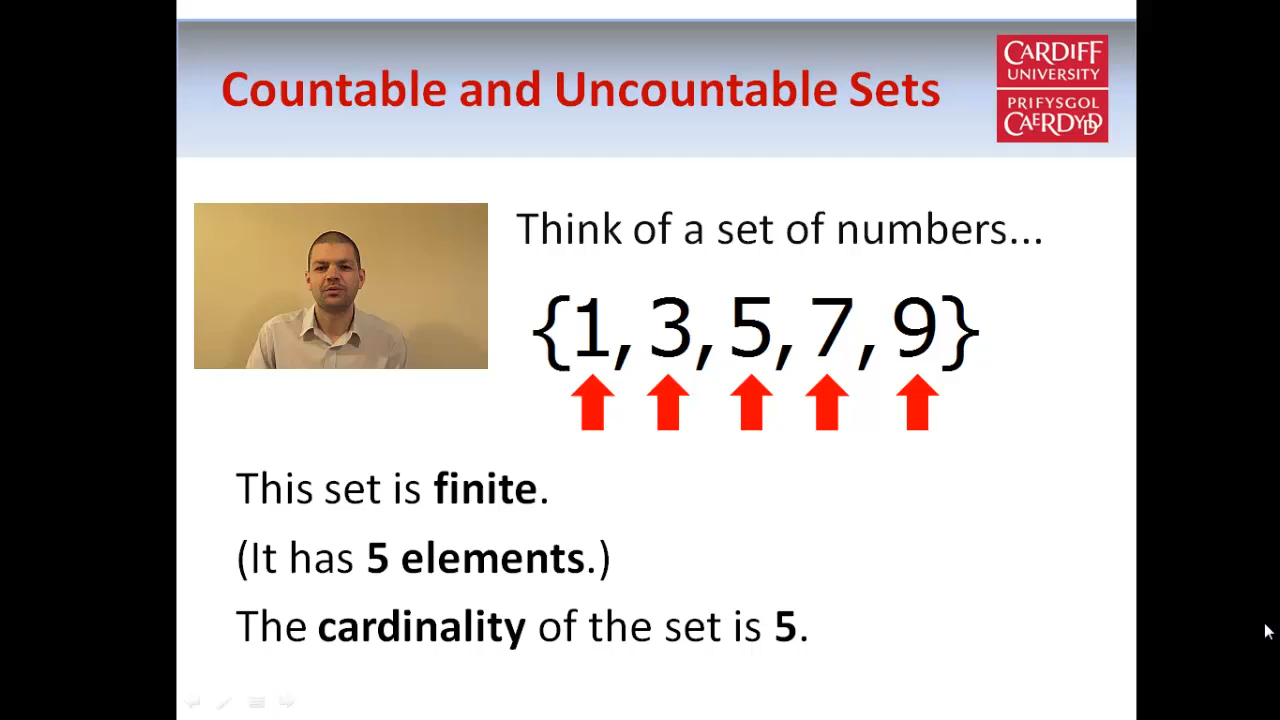 Countable and Uncountable Sets
CARDIFF
UNIVERSITY
PRIFYSGOL
CAERDYDD
Think of a set of numbers...
{1, 3, 5, 7, 9}
This set is finite.
(It has 5 elements.)
The cardinality of the set is 5.